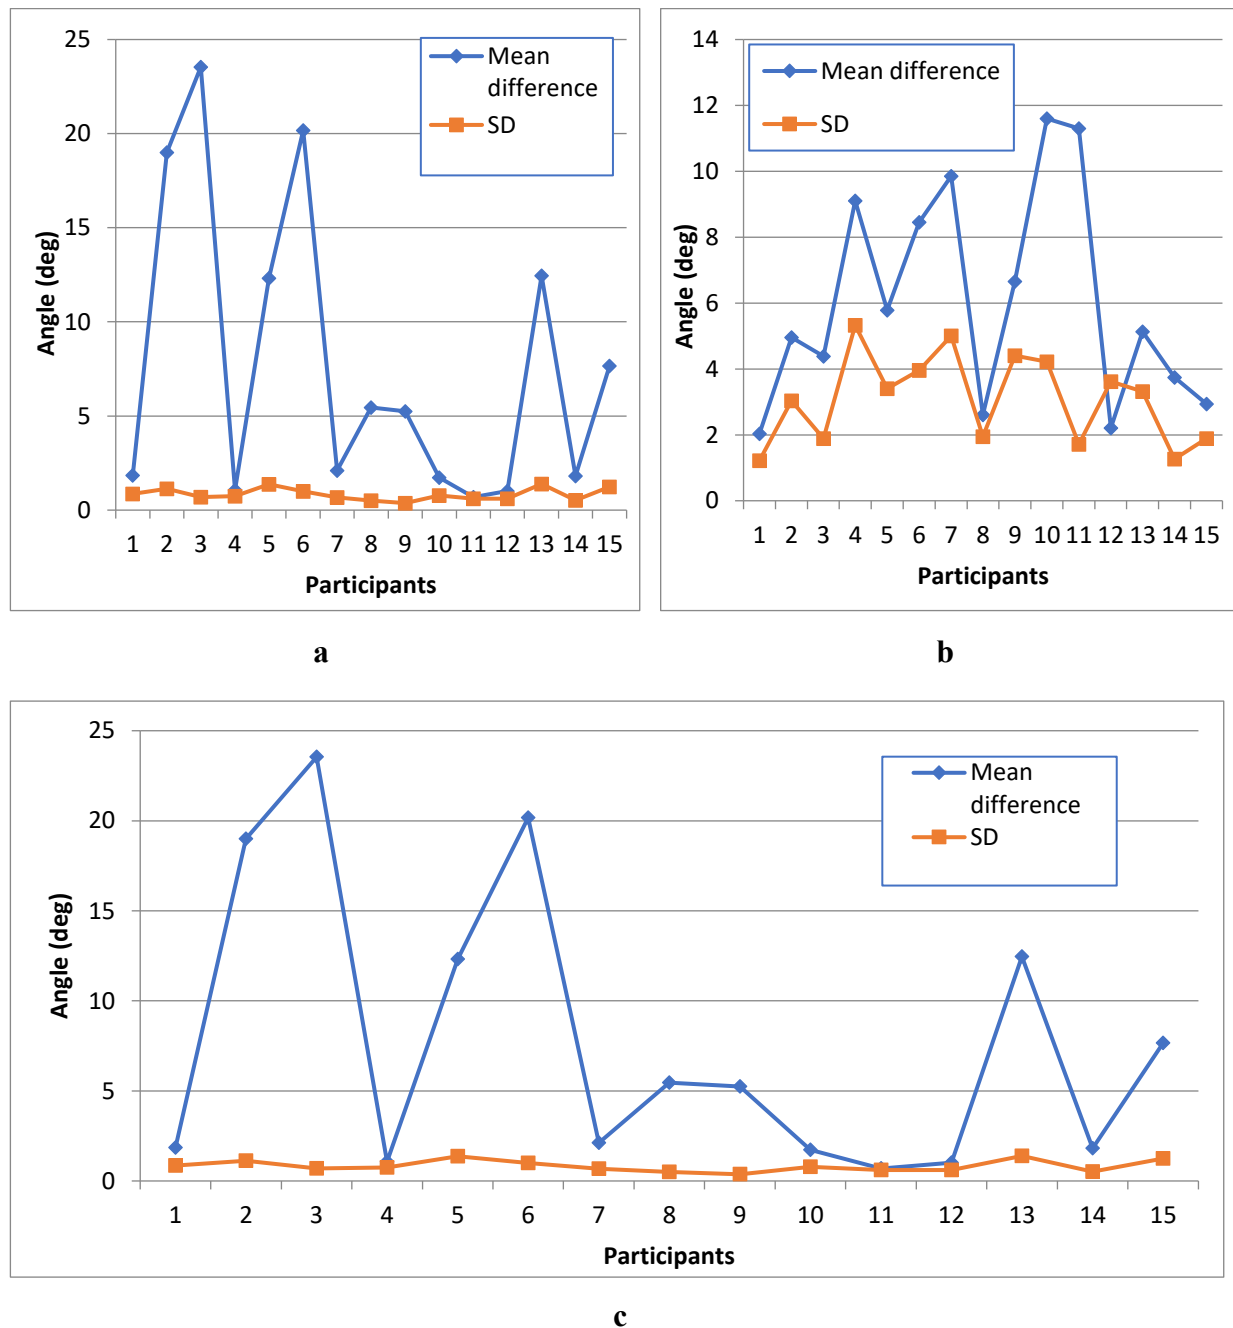 25
20
15
10
5
0
Angle (deg)
Mean
difference
SD
1 2 3 4 5 6 7 8 9 10 11 12 13 14 15
Participants
a
14
12
10
8
6
4
2
0
Angle (deg)
Mean difference
SD
1 2 3 4 5 6 7 8 9 10 11 12 13 14 15
Participants
b
25
20
15
10
5
0
Angle (deg)
Mean
difference
SD
1 2 3 4 5 6 7 8 9 10 11 12 13 14 15
Participants
c